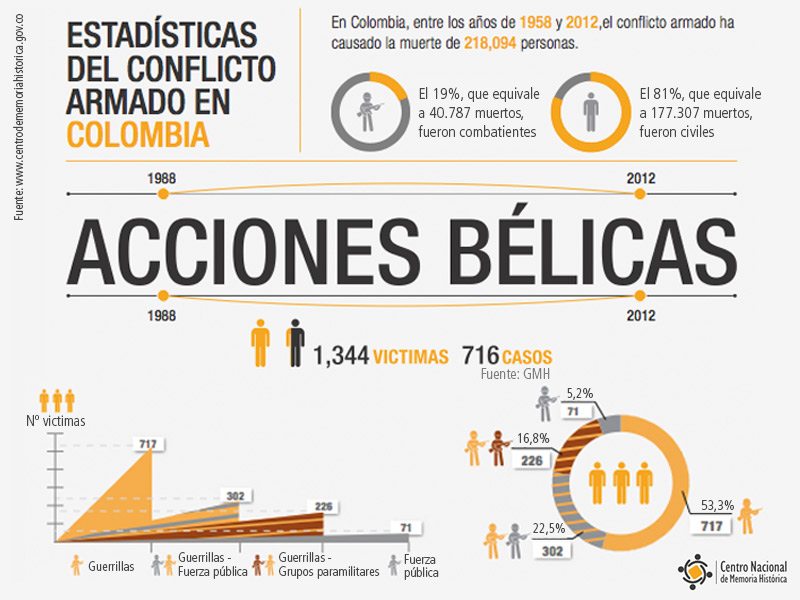 Fuente: www.centrodememoriahistorica.gov.co
ESTADÍSTICAS
DEL CONFLICTO
ARMADO EN
COLOMBIA
En Colombia, entre los años de 1958 y 2012,el conflicto armado ha
causado la muerte de 218,094 personas.
El 19%, que equivale
a 40.787 muertos,
fueron combatientes
El 81%, que equivale
a 177.307 muertos,
fueron civiles
1988
2012
ACCIONES BÉLICAS
1988
2012
1,344 VICTIMAS 716 CASOS
Fuente: GMH
Nº victimas
717
302
226
71
Guerrillas
Guerrillas -
Fuerza pública
Guerrillas -
Grupos paramilitares
Fuerza
pública
5,2%
71
16,8%
226
22,5%
302
53,3%
717
Centro Nacional
de Memoria Histórica